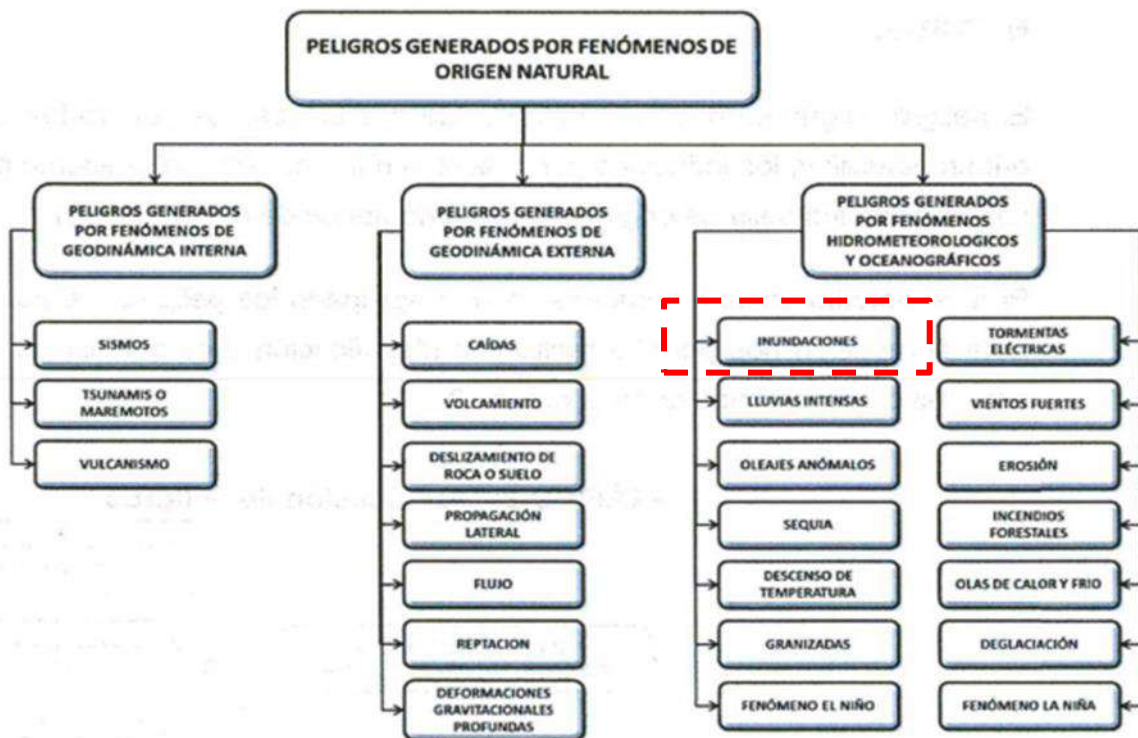 PELIGROS GENERADOS POR FENÓMENOS DE
ORIGEN NATURAL
PELIGROS GENERADOS
POR FENÓMENOS DE
GEODINÁMICA INTERNA
SISMOS
TSUNAMIS O
MAREMOTOS
VULCANISMO
PELIGROS GENERADOS
POR FENÓMENOS DE
GEODINÁMICA EXTERNA
CAÍDAS
VOLCAMIENTO
DESLIZAMIENTO DE
ROCA O SUELO
PROPAGACIÓN
LATERAL
FLUJO
REPTACION
DEFORMACIONES
GRAVITACIONALES
PROFUNDAS
PELIGROS GENERADOS
POR FENÓMENOS
HIDROMETEOROLOGICOS
Y OCEANOGRÁFICOS
INUNDACIONES
LLUVIAS INTENSAS
OLEAJES ANÓMALOS
SEQUIA
DESCENSO DE
TEMPERATURA
GRANIZADAS
FENÓMENO EL NIÑO
TORMENTAS
ELÉCTRICAS
VIENTOS FUERTES
EROSIÓN
INCENDIOS
FORESTALES
OLAS DE CALOR Y FRIO
DEGLACIACIÓN
FENÓMENO LA NIÑA